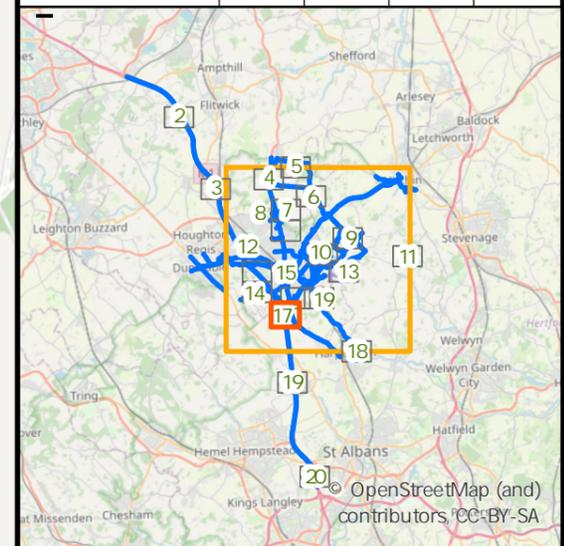 Ampthill
Shefford
Flitwick
Arlesey
Letchworth
2
3
4
5
6
7
8
9
10
11
12
13
14
15
Houghton
Regis
Stevenage
19
17
18
Welwyn
Welwyn Garden
City
Leighton Buzzard
Tring
19
Hatfield
Hemel Hempstead
St Albans
20
Kings Langley
Chesham
at Missenden
© OpenStreetMap (and)
contributors, CC-BY-SA